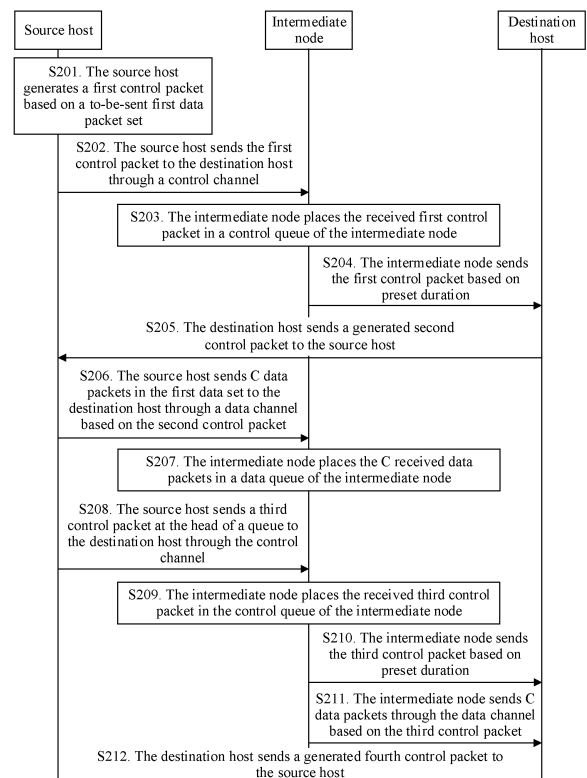 Source host
Intermediate
node
Destination
host
S201. The source host
generates a first control packet
based on a to-be-sent first data
packet set
S202. The source host sends the first
control packet to the destination host
through a control channel
S203. The intermediate node places the received first control
packet in a control queue of the intermediate node
S204. The intermediate node sends
the first control packet based on
preset duration
S205. The destination host sends a generated second
control packet to the source host
S206. The source host sends C data
packets in the first data set to the
destination host through a data channel
based on the second control packet
S207. The intermediate node places the C received data
packets in a data queue of the intermediate node
S208. The source host sends a third
control packet at the head of a queue to
the destination host through the control
channel
S209. The intermediate node places the received third control
packet in the control queue of the intermediate node
S210. The intermediate node sends
the third control packet based on
preset duration
S211. The intermediate node sends C
data packets through the data channel
based on the third control packet
S212. The destination host sends a generated fourth control packet to
the source host